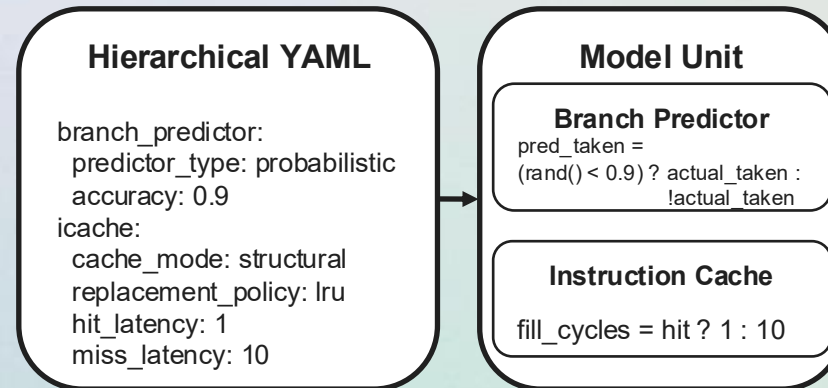 Hierarchical YAML
branch_predictor:
predictor_type: probabilistic
accuracy: 0.9
icache:
cache_mode: structural
replacement_policy: lru
hit_latency: 1
miss_latency: 10
Model Unit
Branch Predictor
pred_taken =
(rand() < 0.9) ? actual_taken :
!actual_taken
Instruction Cache
fill_cycles = hit ? 1 : 10